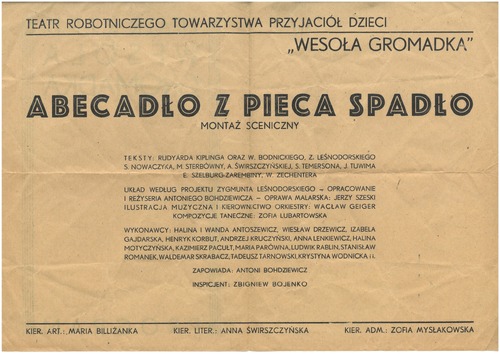 TEATR ROBOTNICZEGO TOWARZYSTWA PRZYJACIÓŁ DZIECI
„WESOŁA GROMADKA"
ABECADŁO Z PIECA SPADŁO
MONTAŻ SCENICZNY
TEKSTY: RUDYARDA KIPLINGA ORAZ W. BODNICKIEGO, Z. LEŚNODORSKIEGO
S. NOWACZYKA, M. STERBÓWNY, A. ŚWIRSZCZYŃSKIEJ, S. TEMERSONA, J. TUWIMA
E. SZELBURG-ZAREMBINY, W. ZECHENTERA
UKŁAD WEDŁUG PROJEKTU ZYGMUNTA LEŚNODORSKIEGO — OPRACOWANIE
I REŻYSERIA ANTONIEGO BOHDZIEWICZA — OPRAWA MALARSKA: JERZY SZESKI
ILUSTRACJA MUZYCZNA I KIEROWNICTWO ORKIESTRY: WACŁAW GEIGER
KOMPOZYCJE TANECZNE: ZOFIA LUBARTOWSKA
WYKONAWCY: HALINA I WANDA ANTOSZEWICZ, WIESŁAW DRZEWICZ, IZABELA
GAJDARSKA, HENRYK KORBUT, ANDRZEJ KRUCZYŃSKI, ANNA LENKIEWICZ, HALINA
MOTYCZYŃSKA, KAZIMIERZ PACUŁT, MARIA PARÓWNA, LUDWIK RABLIN, STANISŁAW
ROMANEK, WALDEMAR SKRABACZ, TADEUSZ TARNOWSKI, KRYSTYNA WODNICKA i i.
ZAPOWIADA: ANTONI BOHDZIEWICZ
INSPICJENT: ZBIGNIEW BOJENKO
KIER. ART.: MARIA BILLIŻANKA KIER. LITER.: ANNA ŚWIRSZCZYŃSKA KIER. ADM.: ZOFIA MYSŁAKOWSKA